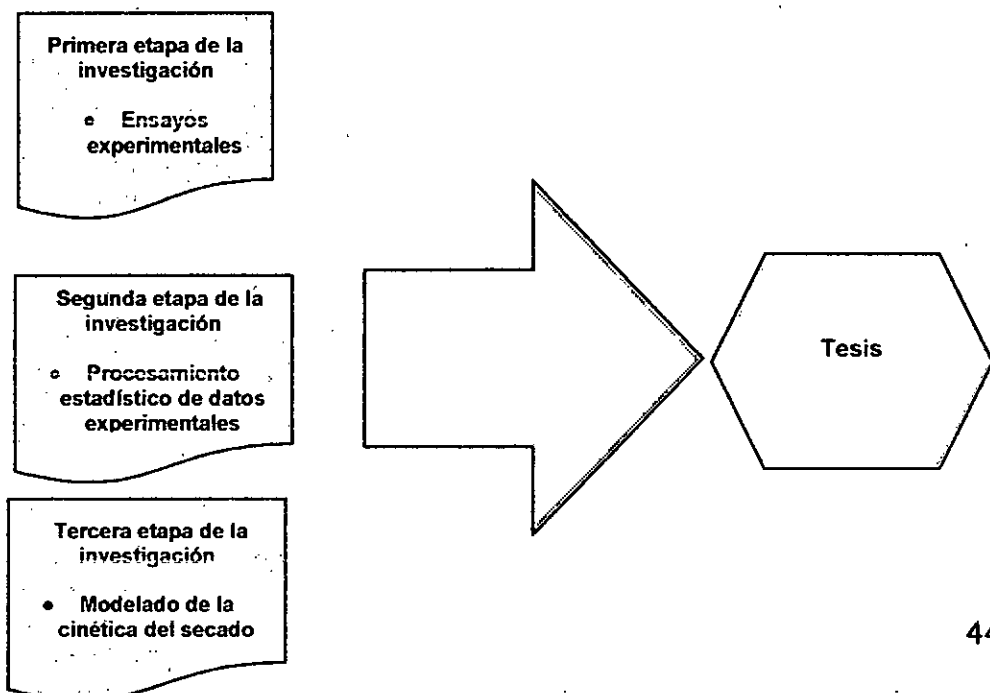 Primera etapa de la
investigación
Ensayos
experimentales
Segunda etapa de la
investigación
Procesamiento
estadístico de datos
experimentales
Tercera etapa de la
investigación
Modelado de la
cinética del secado
Tesis
44